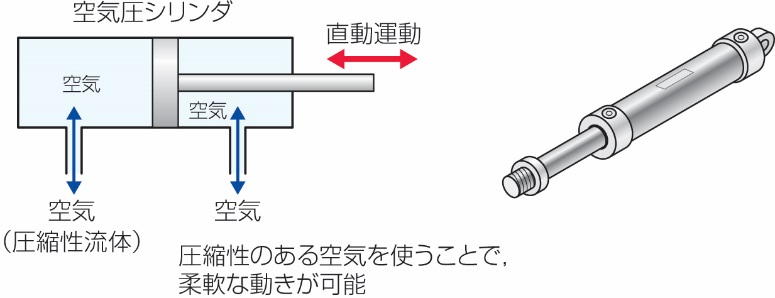 空気圧シリンダ
直動運動
空気
空気
空気
(圧縮性流体)
空気
圧縮性のある空気を使うことで,
柔軟な動きが可能